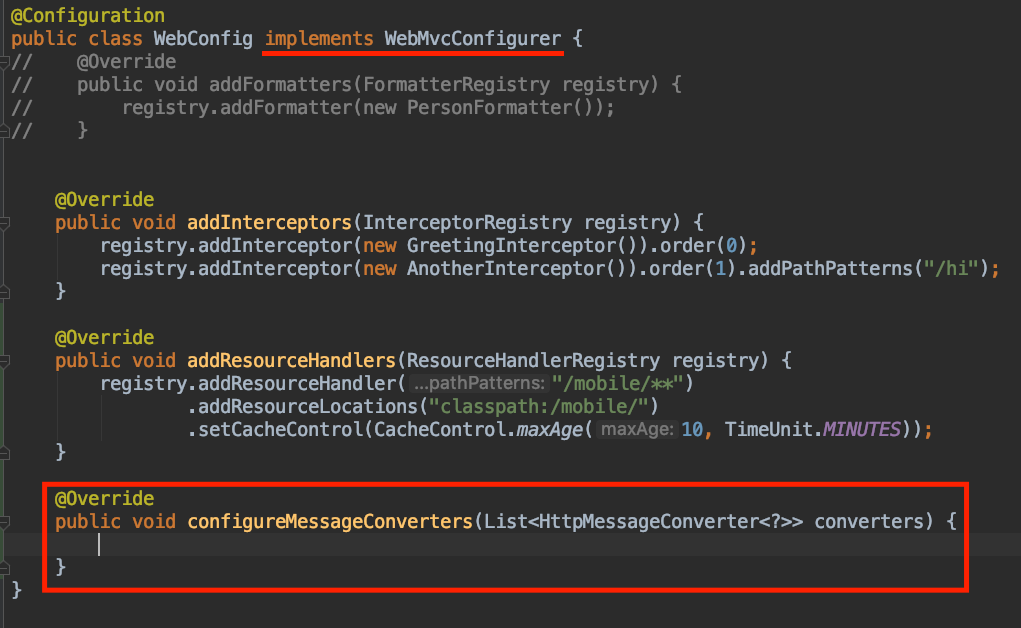 @Configuration
public class WebConfig implements WebMvcConfigurer {
//    @Override
//    public void addFormatters(FormatterRegistry registry) {
//        registry.addFormatter(new PersonFormatter());
//    }
    @Override
    public void addInterceptors(InterceptorRegistry registry) {
        registry.addInterceptor(new GreetingInterceptor()).order(0);
        registry.addInterceptor(new AnotherInterceptor()).order(1).addPathPatterns("/hi");
    }
    @Override
    public void addResourceHandlers(ResourceHandlerRegistry registry) {
        registry.addResourceHandler( ...pathPatterns: "/mobile/**")
                .addResourceLocations("classpath:/mobile/")
                .setCacheControl(CacheControl.maxAge( maxAge: 10, TimeUnit.MINUTES));
    }
    @Override
    public void configureMessageConverters(List<HttpMessageConverter<?>> converters) {
    }
}